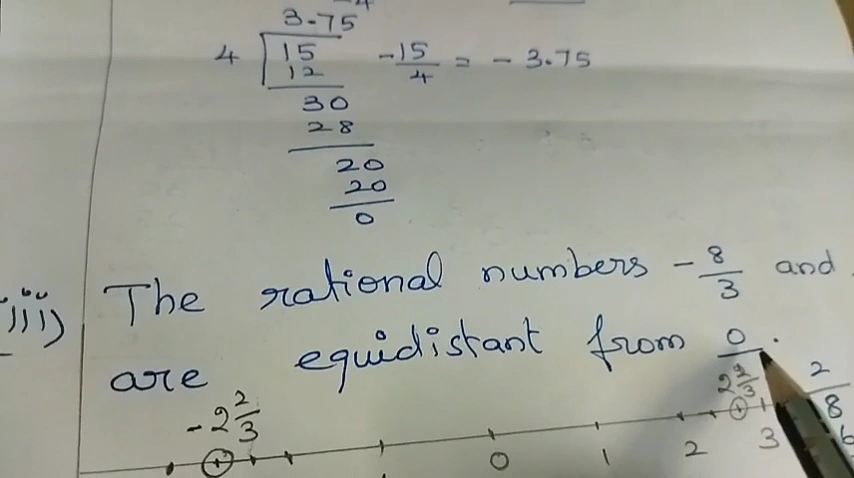 3.75
4 15 -15/4 = - 3.75
12
30
28
20
20
0
iii) The rational numbers - 8/3 and
are equidistant from 0.
-2 2/3 2 2/3 2
8
0 1 2 3 6